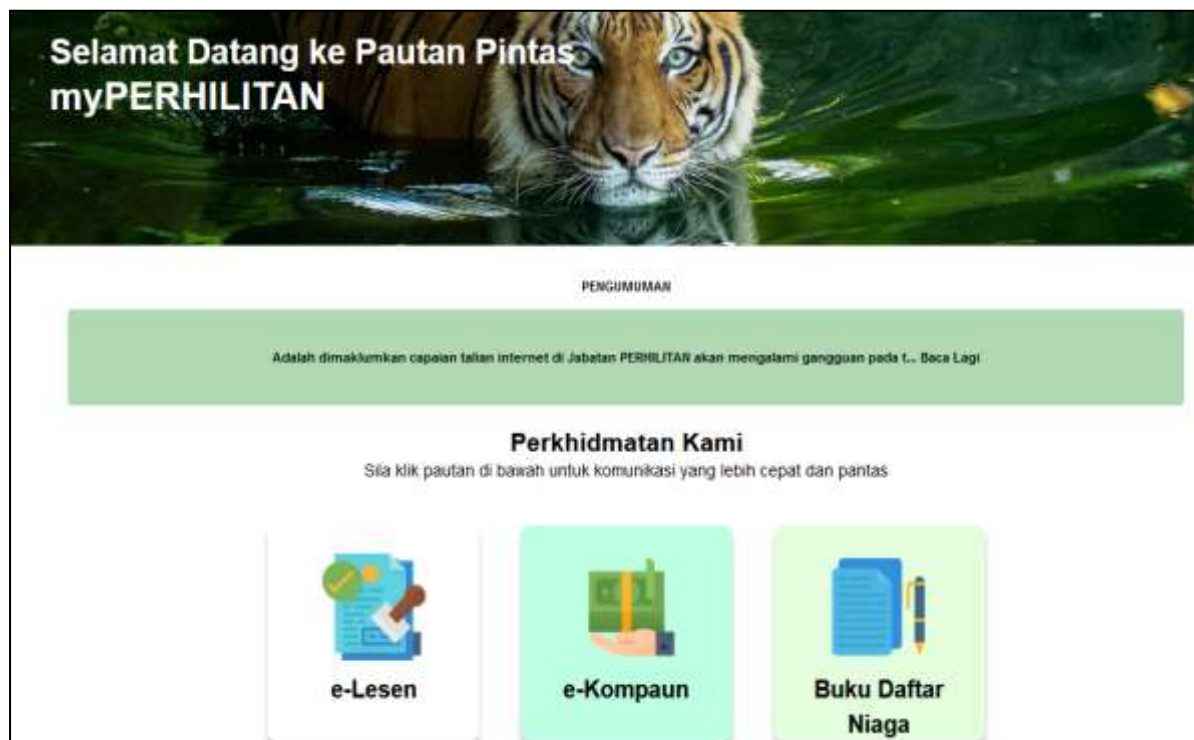 Selamat Datang ke Pautan Pintas
myPERHILITAN
PENGUMUMAN
Adalah dimaklumkan capaian talian internet di Jabatan PERHILITAN akan mengalami gangguan pada t... Baca Lagi
Perkhidmatan Kami
Sila klik pautan di bawah untuk komunikasi yang lebih cepat dan pantas
e-Lesen
e-Kompaun
Buku Daftar
Niaga